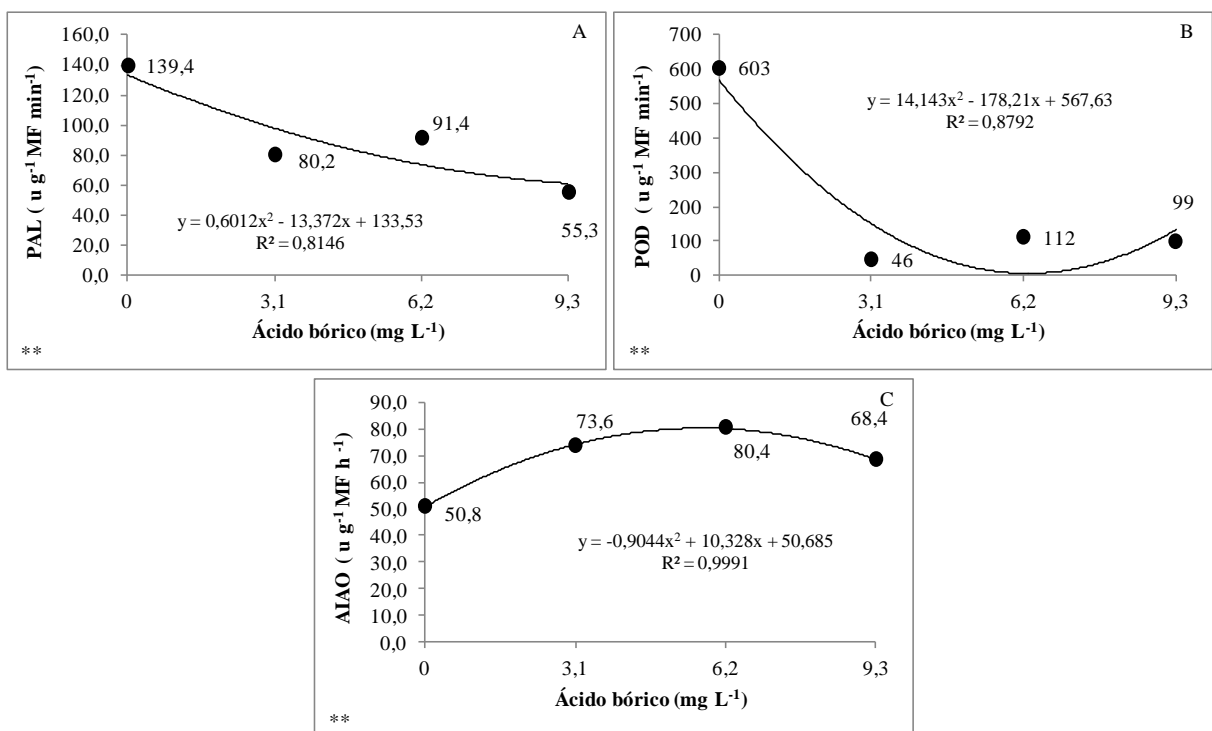 A
160,0
140,0
120,0
100,0
80,0
60,0
40,0
20,0
0,0
PAL ( u g⁻¹ MF min⁻¹)
139,4
80,2
91,4
55,3
y = 0,6012x² - 13,372x + 133,53
R² = 0,8146
0 3,1 6,2 9,3
Ácido bórico (mg L⁻¹)
**
B
700
600
500
400
300
200
100
0
POD ( u g⁻¹ MF min⁻¹)
603
46
112
99
y = 14,143x² - 178,21x + 567,63
R² = 0,8792
0 3,1 6,2 9,3
Ácido bórico (mg L⁻¹)
**
C
90,0
80,0
70,0
60,0
50,0
40,0
30,0
20,0
10,0
0,0
AIAO ( u g⁻¹ MF h⁻¹)
50,8
73,6
80,4
68,4
y = -0,9044x² + 10,328x + 50,685
R² = 0,9991
0 3,1 6,2 9,3
Ácido bórico (mg L⁻¹)
**